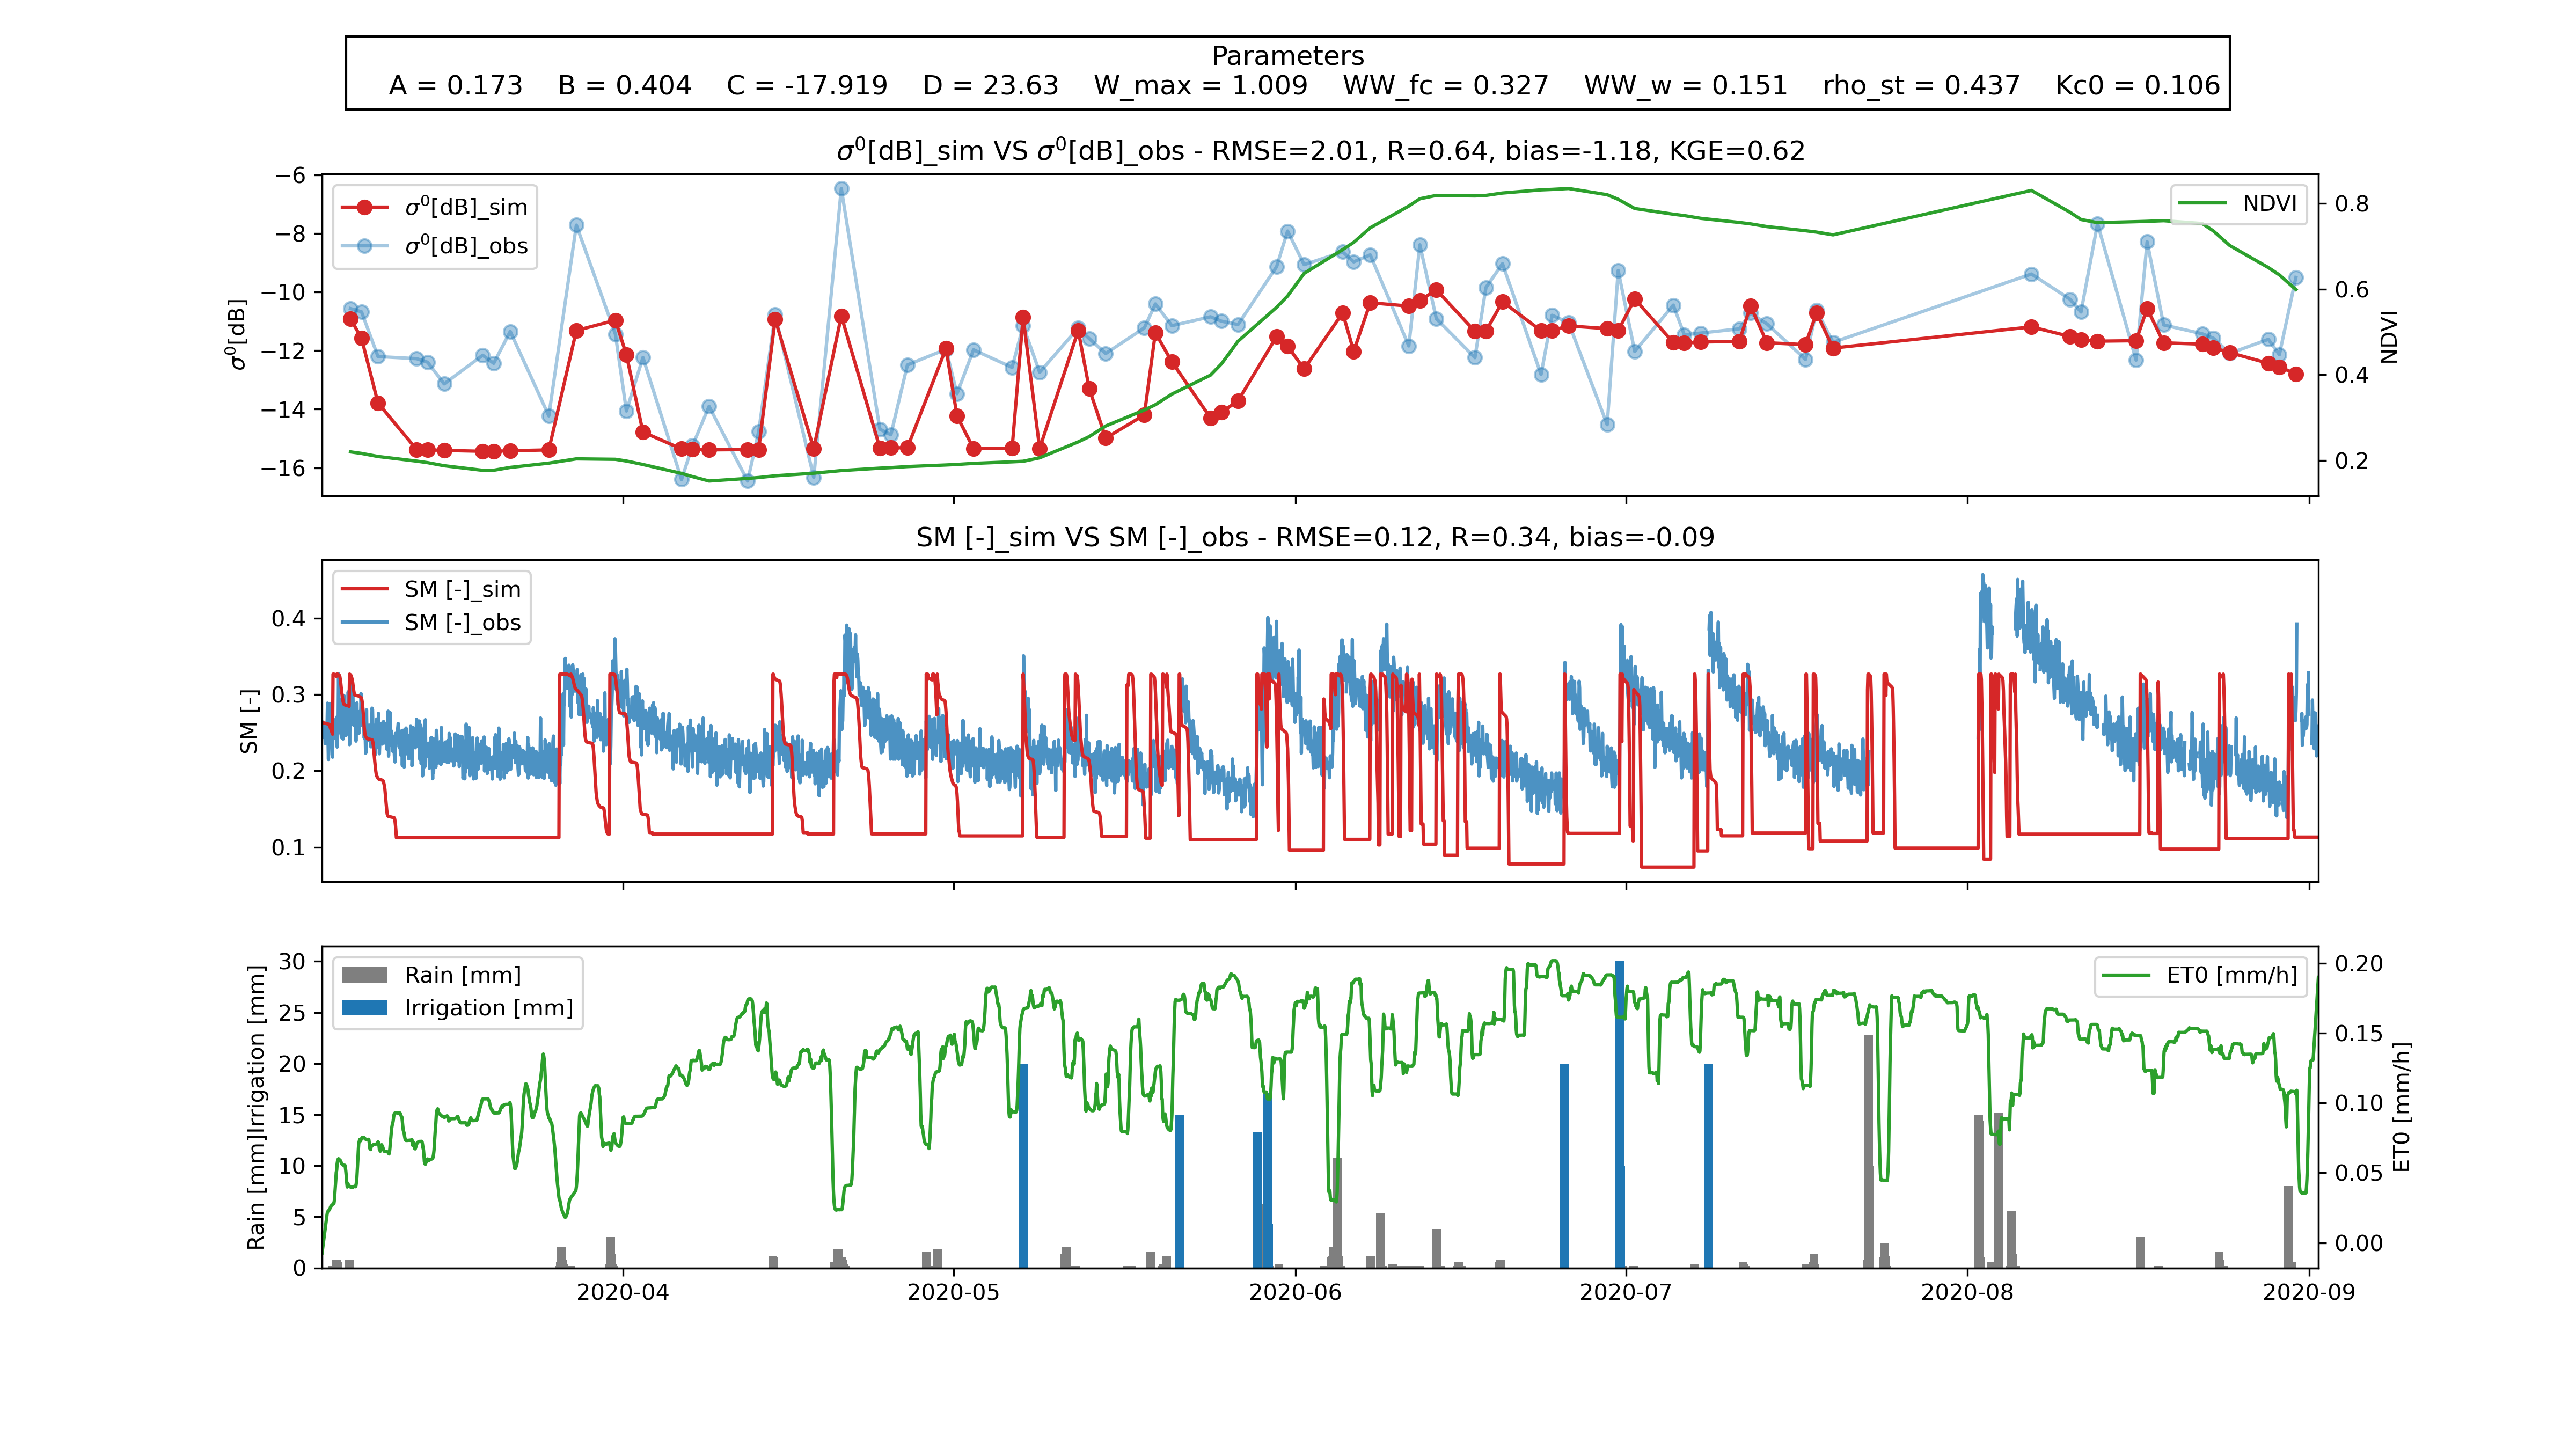 Parameters
A = 0.173 B = 0.404 C = -17.919 D = 23.63 W_max = 1.009 WW_fc = 0.327 WW_w = 0.151 rho_st = 0.437 Kc0 = 0.106
σ⁰[dB]_sim VS σ⁰[dB]_obs - RMSE=2.01, R=0.64, bias=-1.18, KGE=0.62
σ⁰[dB]_sim
σ⁰[dB]_obs
NDVI
−6
−8
−10
−12
−14
−16
σ⁰[dB]
0.8
0.6
0.4
0.2
NDVI
SM [-]_sim VS SM [-]_obs - RMSE=0.12, R=0.34, bias=-0.09
SM [-]_sim
SM [-]_obs
0.4
0.3
0.2
0.1
SM [-]
Rain [mm]
Irrigation [mm]
ET0 [mm/h]
30
25
20
15
10
5
0
Rain [mm]Irrigation [mm]
0.20
0.15
0.10
0.05
0.00
ET0 [mm/h]
2020-04 2020-05 2020-06 2020-07 2020-08 2020-09